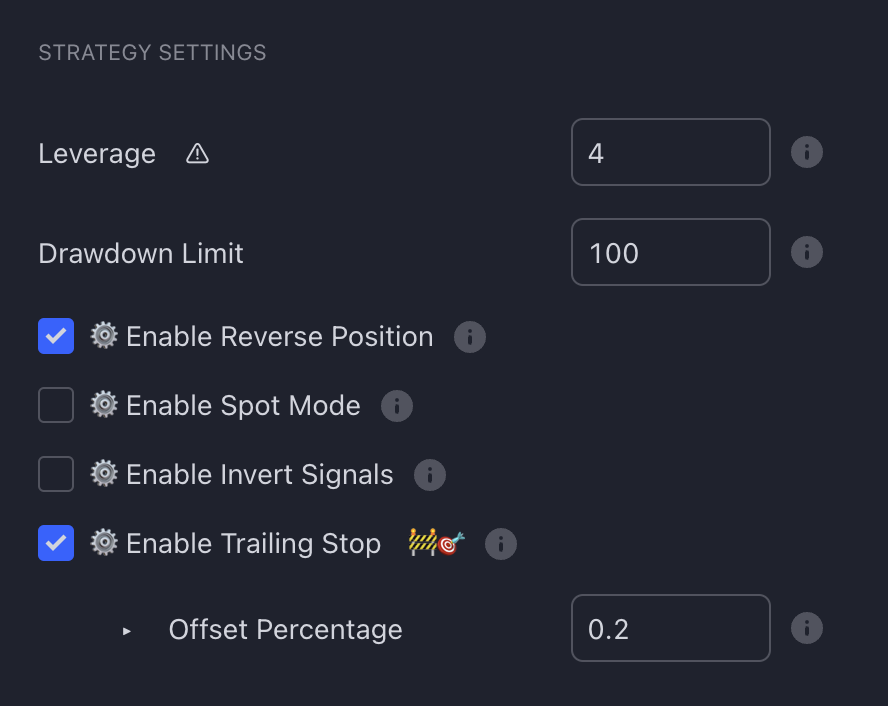 STRATEGY SETTINGS
Leverage 4
Drawdown Limit 100
Enable Reverse Position
Enable Spot Mode
Enable Invert Signals
Enable Trailing Stop
Offset Percentage 0.2